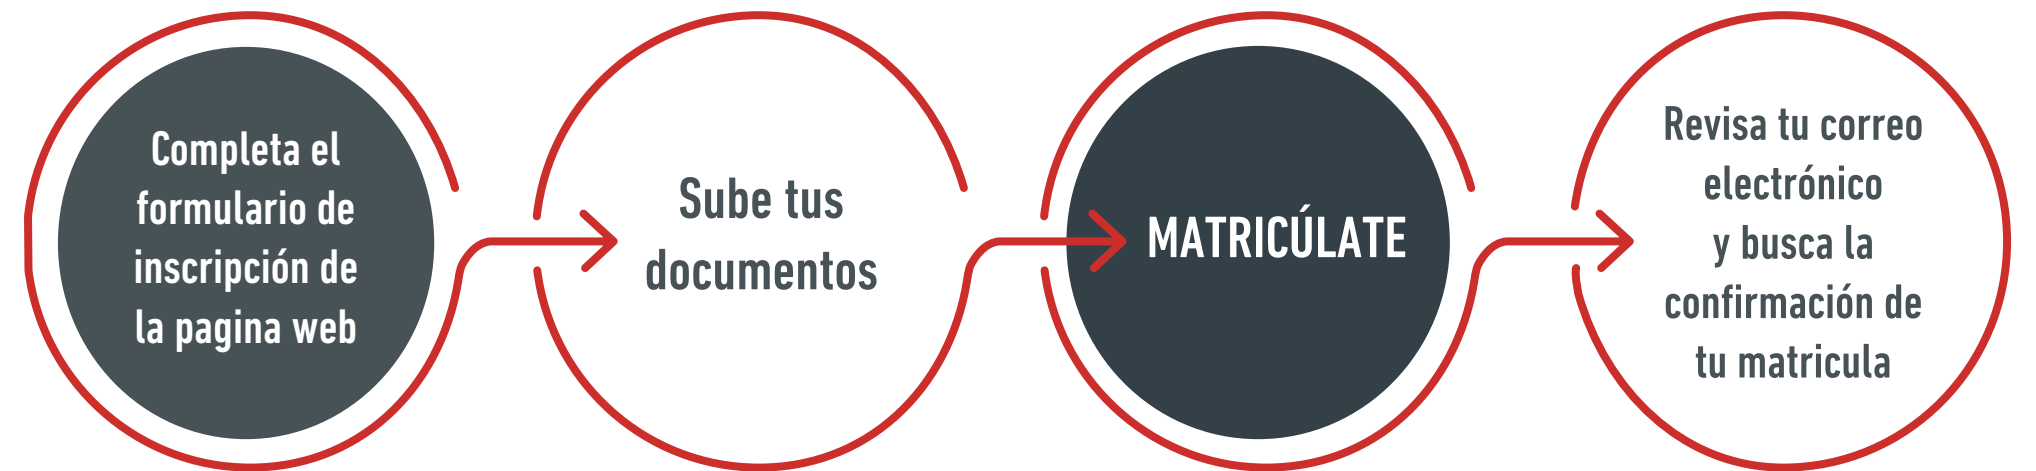 Completa el
formulario de
inscripción de
la pagina web
Sube tus
documentos
MATRICÚLATE
Revisa tu correo
electrónico
y busca la
confirmación de
tu matricula